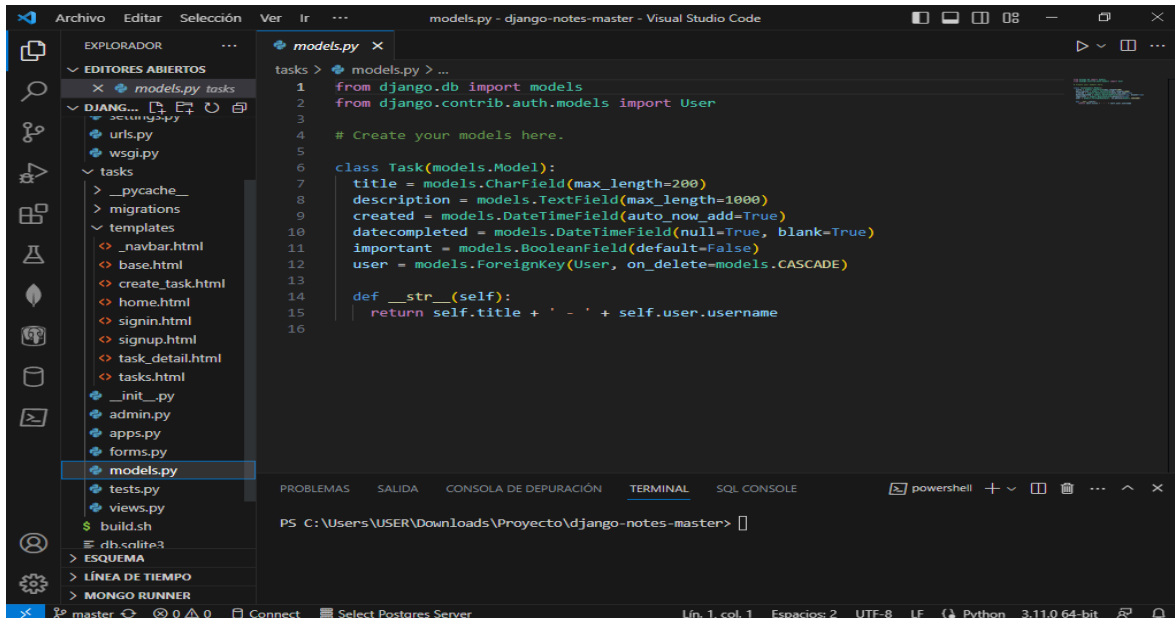 Archivo Editar Selección Ver Ir ··· models.py - django-notes-master - Visual Studio Code
EXPLORADOR ···
EDITORES ABIERTOS
models.py tasks
DJANG...
settings.py
urls.py
wsgi.py
tasks
__pycache__
migrations
templates
_navbar.html
base.html
create_task.html
home.html
signin.html
signup.html
task_detail.html
tasks.html
__init__.py
admin.py
apps.py
forms.py
models.py
tests.py
views.py
build.sh
db.sqlite3
ESQUEMA
LÍNEA DE TIEMPO
MONGO RUNNER
models.py
tasks > models.py > ...
1 from django.db import models
2 from django.contrib.auth.models import User
3
4 # Create your models here.
5
6 class Task(models.Model):
7 title = models.CharField(max_length=200)
8 description = models.TextField(max_length=1000)
9 created = models.DateTimeField(auto_now_add=True)
10 datecompleted = models.DateTimeField(null=True, blank=True)
11 important = models.BooleanField(default=False)
12 user = models.ForeignKey(User, on_delete=models.CASCADE)
13
14 def __str__(self):
15 return self.title + ' - ' + self.user.username
16
PROBLEMAS SALIDA CONSOLA DE DEPURACIÓN TERMINAL SQL CONSOLE powershell
PS C:\Users\USER\Downloads\Proyecto\django-notes-master>
master 0 0 Connect Select Postgres Server Lín. 1, col. 1 Espacios: 2 UTF-8 LF Python 3.11.0 64-bit